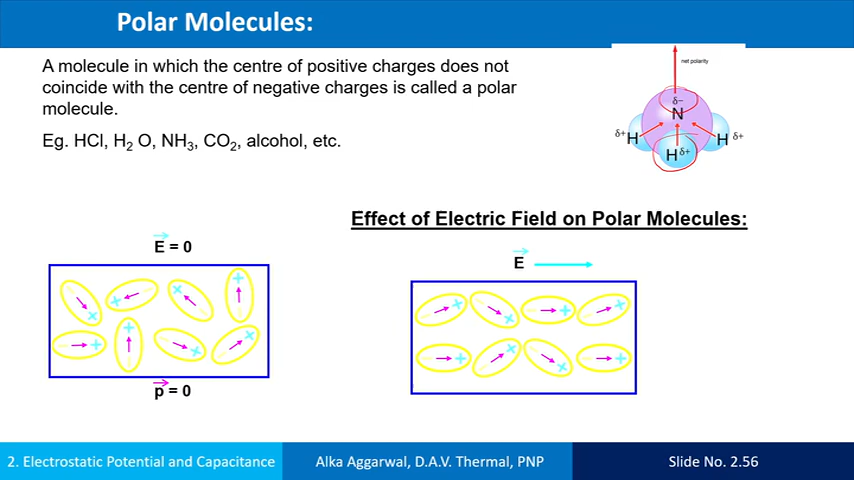 Polar Molecules:
A molecule in which the centre of positive charges does not
coincide with the centre of negative charges is called a polar
molecule.
Eg. HCl, H₂ O, NH₃, CO₂, alcohol, etc.
net polarity
δ−
N
δ+ H
H δ+
H δ+
Effect of Electric Field on Polar Molecules:
E = 0
p = 0
E
2. Electrostatic Potential and Capacitance
Alka Aggarwal, D.A.V. Thermal, PNP
Slide No. 2.56